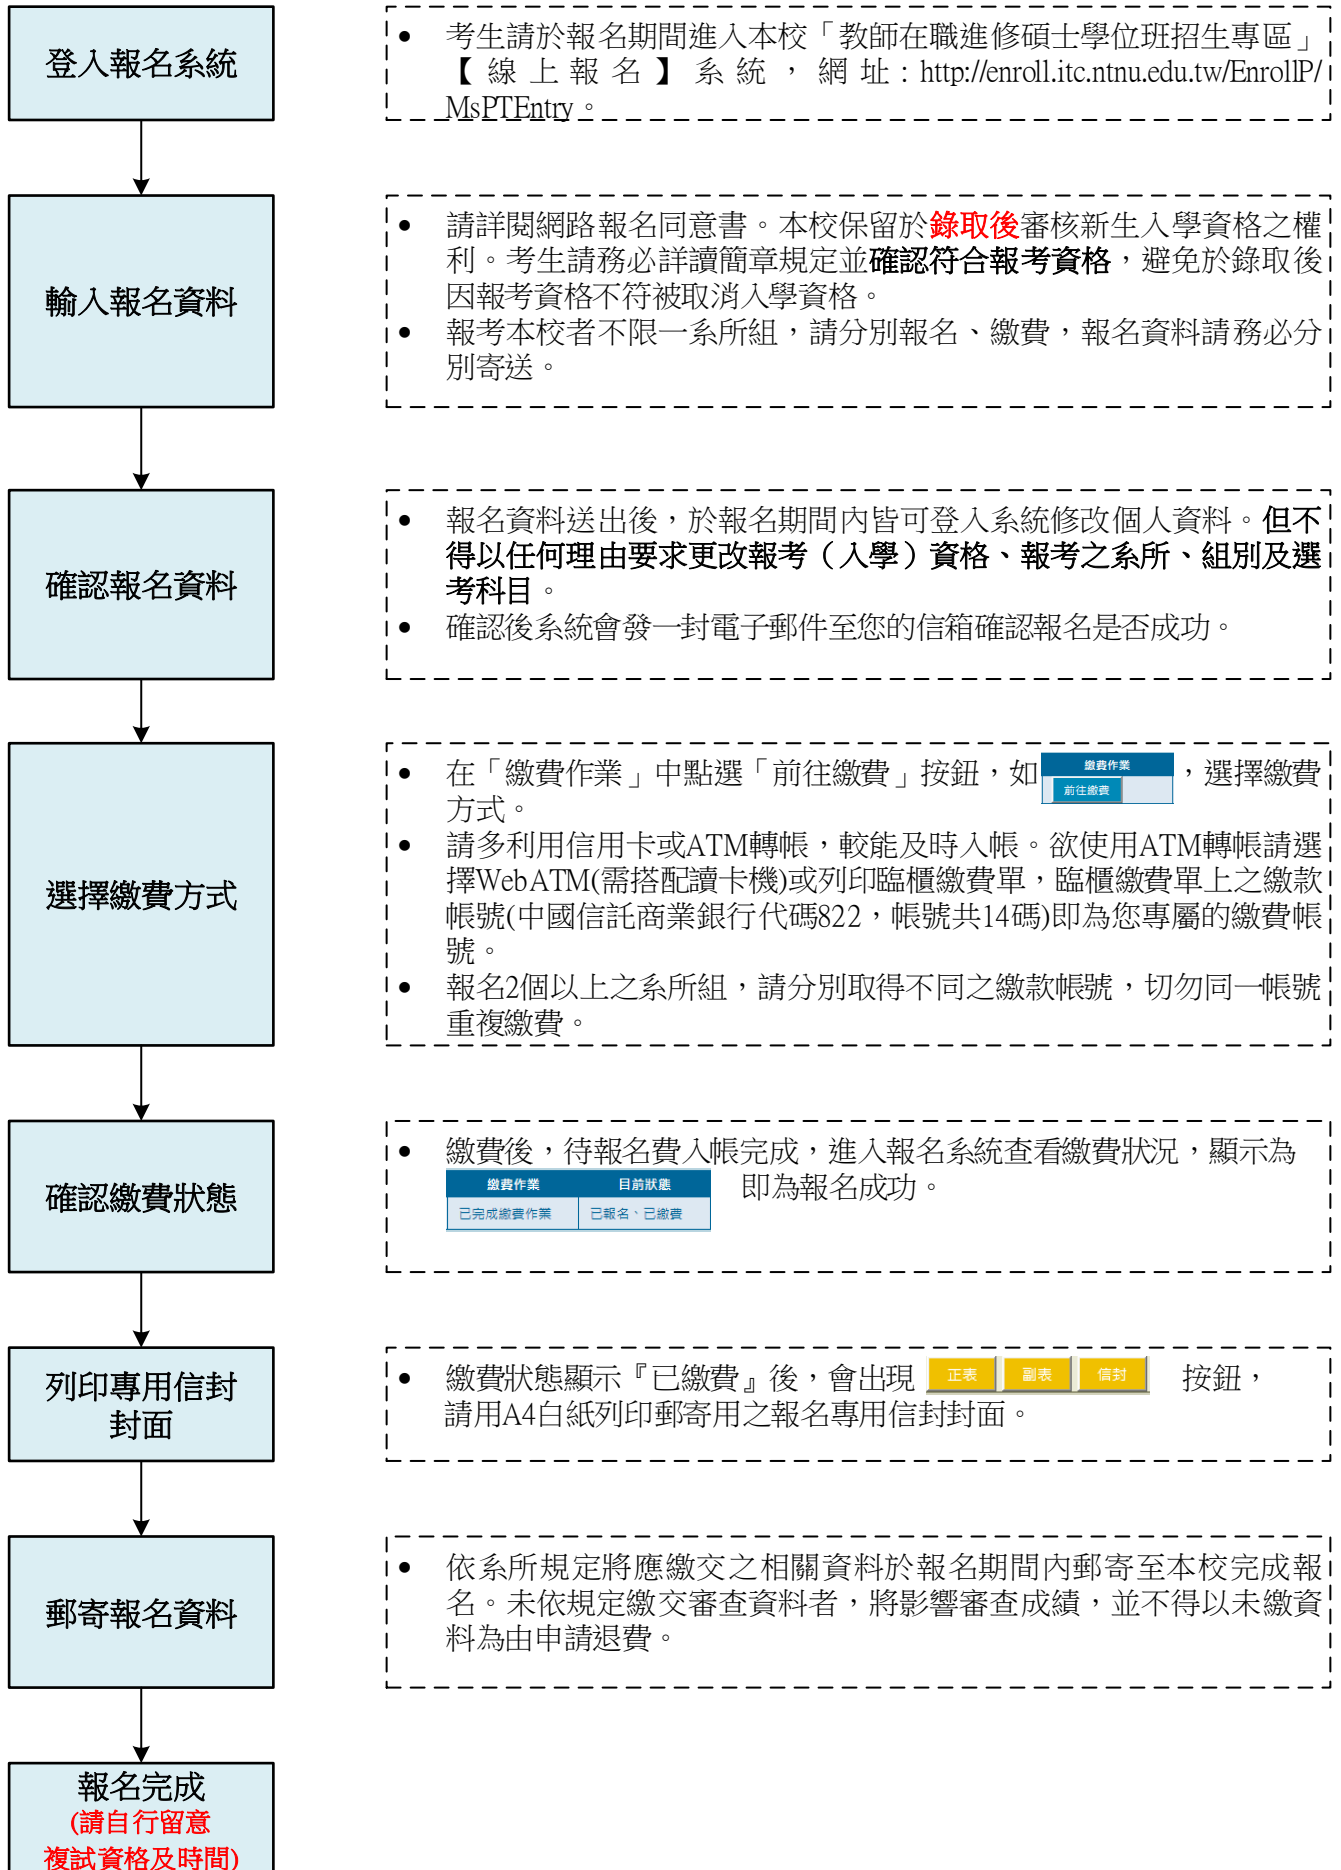 登入報名系統
● 考生請於報名期間進入本校「教師在職進修碩士學位班招生專區」
【線上報名】系統，網址：http://enroll.itc.ntnu.edu.tw/EnrollP/
MsPTEntry。
輸入報名資料
● 請詳閱網路報名同意書。本校保留於錄取後審核新生入學資格之權
利。考生請務必詳讀簡章規定並確認符合報考資格，避免於錄取後
因報考資格不符被取消入學資格。
● 報考本校者不限一系所組，請分別報名、繳費，報名資料請務必分
別寄送。
確認報名資料
● 報名資料送出後，於報名期間內皆可登入系統修改個人資料。但不
得以任何理由要求更改報考（入學）資格、報考之系所、組別及選
考科目。
● 確認後系統會發一封電子郵件至您的信箱確認報名是否成功。
選擇繳費方式
● 在「繳費作業」中點選「前往繳費」按鈕，如 繳費作業 前往繳費 ，選擇繳費
方式。
● 請多利用信用卡或ATM轉帳，較能及時入帳。欲使用ATM轉帳請選
擇WebATM(需搭配讀卡機)或列印臨櫃繳費單，臨櫃繳費單上之繳款
帳號(中國信託商業銀行代碼822，帳號共14碼)即為您專屬的繳費帳
號。
● 報名2個以上之系所組，請分別取得不同之繳款帳號，切勿同一帳號
重複繳費。
確認繳費狀態
● 繳費後，待報名費入帳完成，進入報名系統查看繳費狀況，顯示為
繳費作業 目前狀態 即為報名成功。
已完成繳費作業 已報名、已繳費
列印專用信封
封面
● 繳費狀態顯示『已繳費』後，會出現 正表 副表 信封 按鈕，
請用A4白紙列印郵寄用之報名專用信封封面。
郵寄報名資料
● 依系所規定將應繳交之相關資料於報名期間內郵寄至本校完成報
名。未依規定繳交審查資料者，將影響審查成績，並不得以未繳資
料為由申請退費。
報名完成
(請自行留意
複試資格及時間)